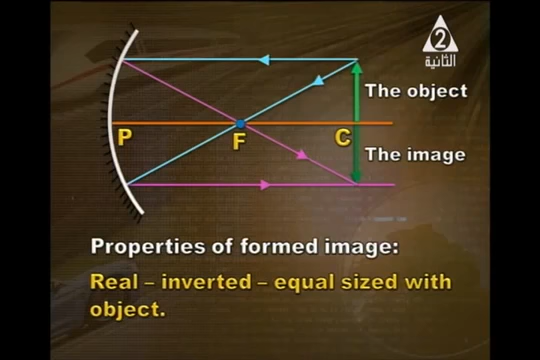 2
الثانية
The object
P
F
C
The image
Properties of formed image:
Real – inverted – equal sized with
object.